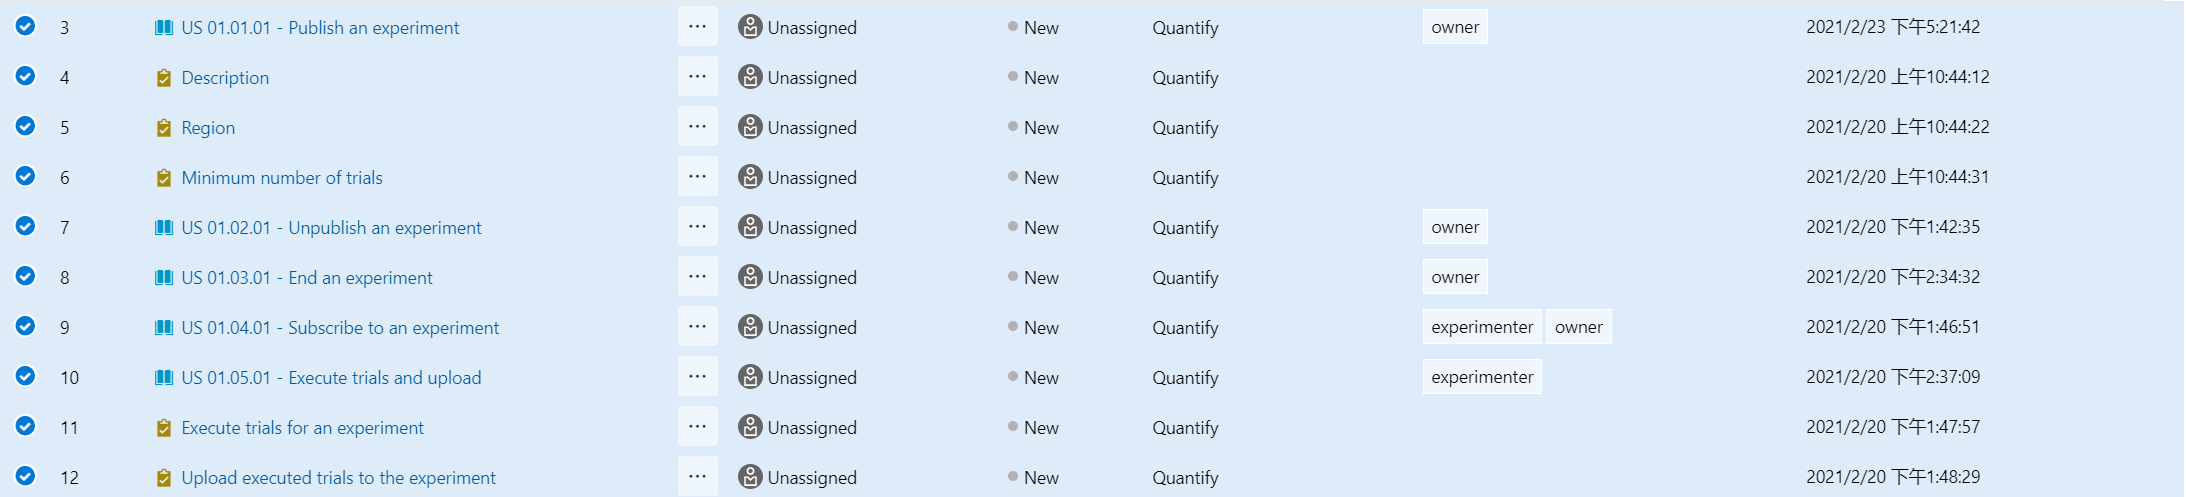 3 US 01.01.01 - Publish an experiment ... Unassigned New Quantify owner 2021/2/23 下午5:21:42
4 Description ... Unassigned New Quantify 2021/2/20 上午10:44:12
5 Region ... Unassigned New Quantify 2021/2/20 上午10:44:22
6 Minimum number of trials ... Unassigned New Quantify 2021/2/20 上午10:44:31
7 US 01.02.01 - Unpublish an experiment ... Unassigned New Quantify owner 2021/2/20 下午1:42:35
8 US 01.03.01 - End an experiment ... Unassigned New Quantify owner 2021/2/20 下午2:34:32
9 US 01.04.01 - Subscribe to an experiment ... Unassigned New Quantify experimenter owner 2021/2/20 下午1:46:51
10 US 01.05.01 - Execute trials and upload ... Unassigned New Quantify experimenter 2021/2/20 下午2:37:09
11 Execute trials for an experiment ... Unassigned New Quantify 2021/2/20 下午1:47:57
12 Upload executed trials to the experiment ... Unassigned New Quantify 2021/2/20 下午1:48:29